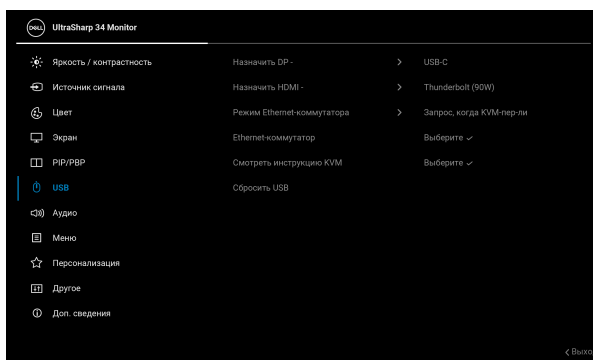 DELL UltraSharp 34 Monitor
Яркость / контрастность Назначить DP - USB-C
Источник сигнала Назначить HDMI - Thunderbolt (90W)
Цвет Режим Ethernet-коммутатора Запрос, когда KVM-пер-ли
Экран Ethernet-коммутатор Выберите ✓
PIP/PBP Смотреть инструкцию KVM Выберите ✓
USB Сбросить USB
Аудио
Меню
Персонализация
Другое
Доп. сведения
Выхо